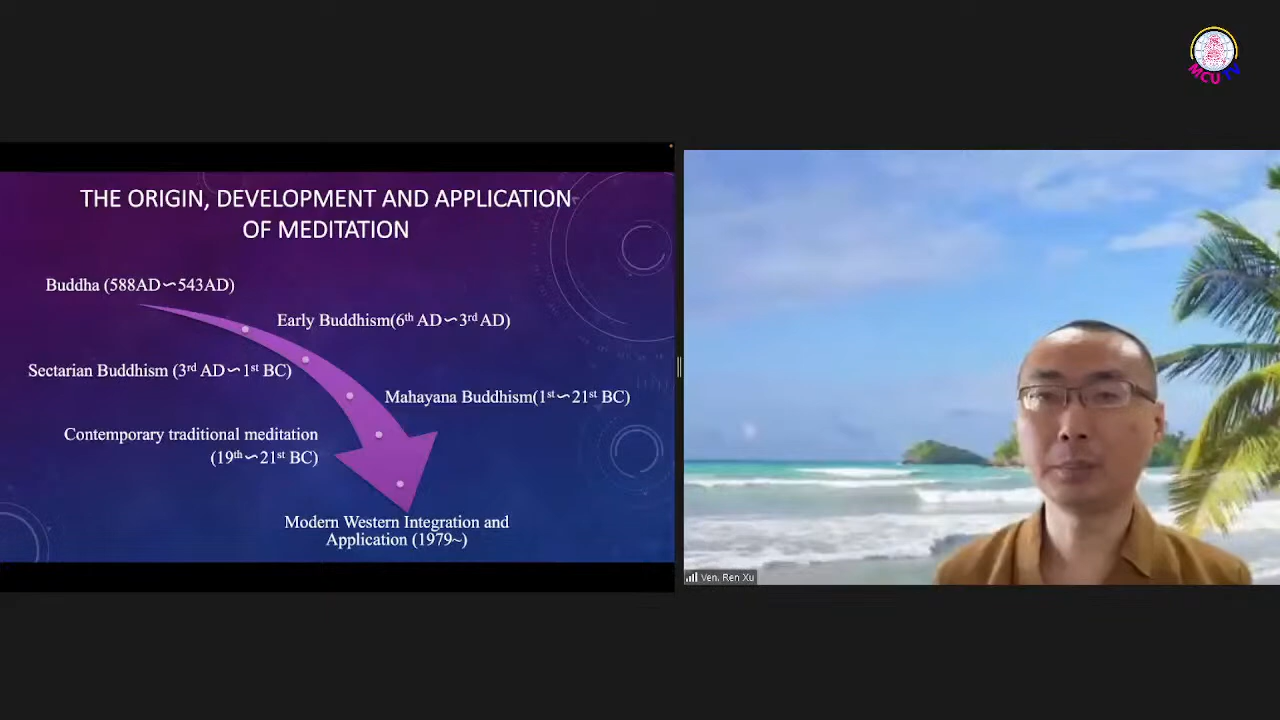 MCU TV
THE ORIGIN, DEVELOPMENT AND APPLICATION
OF MEDITATION
Buddha (588AD∽543AD)
Early Buddhism(6th AD∽3rd AD)
Sectarian Buddhism (3rd AD∽1st BC)
Mahayana Buddhism(1st∽21st BC)
Contemporary traditional meditation
(19th∽21st BC)
Modern Western Integration and
Application (1979~)
Ven. Ren Xu